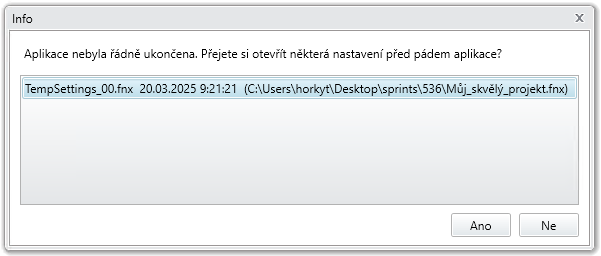 Info
Aplikace nebyla řádně ukončena. Přejete si otevřít některá nastavení před pádem aplikace?
TempSettings_00.fnx  20.03.2025 9:21:21  (C:\Users\horkyt\Desktop\sprints\536\Můj_skvělý_projekt.fnx)
Ano
Ne